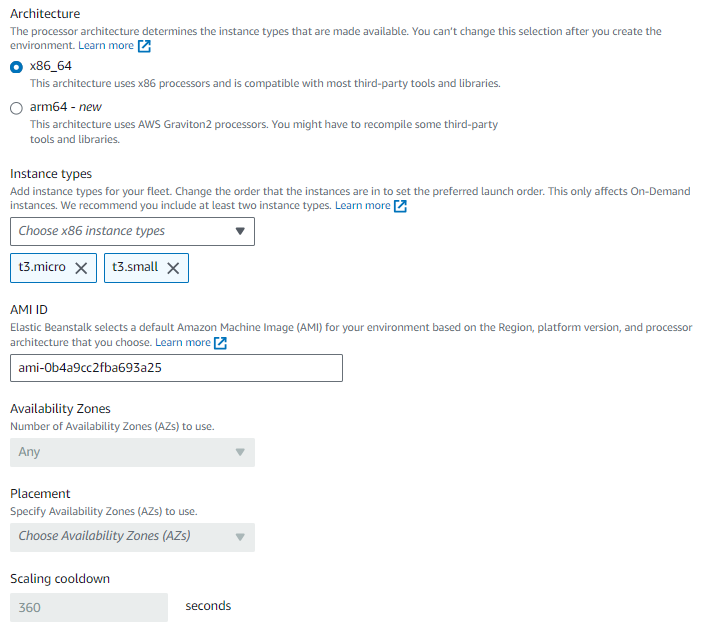 Architecture
The processor architecture determines the instance types that are made available. You can't change this selection after you create the
environment. Learn more
x86_64
This architecture uses x86 processors and is compatible with most third-party tools and libraries.
arm64 - new
This architecture uses AWS Graviton2 processors. You might have to recompile some third-party
tools and libraries.
Instance types
Add instance types for your fleet. Change the order that the instances are in to set the preferred launch order. This only affects On-Demand
instances. We recommend you include at least two instance types. Learn more
Choose x86 instance types
t3.micro t3.small
AMI ID
Elastic Beanstalk selects a default Amazon Machine Image (AMI) for your environment based on the Region, platform version, and processor
architecture that you choose. Learn more
ami-0b4a9cc2fba693a25
Availability Zones
Number of Availability Zones (AZs) to use.
Any
Placement
Specify Availability Zones (AZs) to use.
Choose Availability Zones (AZs)
Scaling cooldown
360 seconds